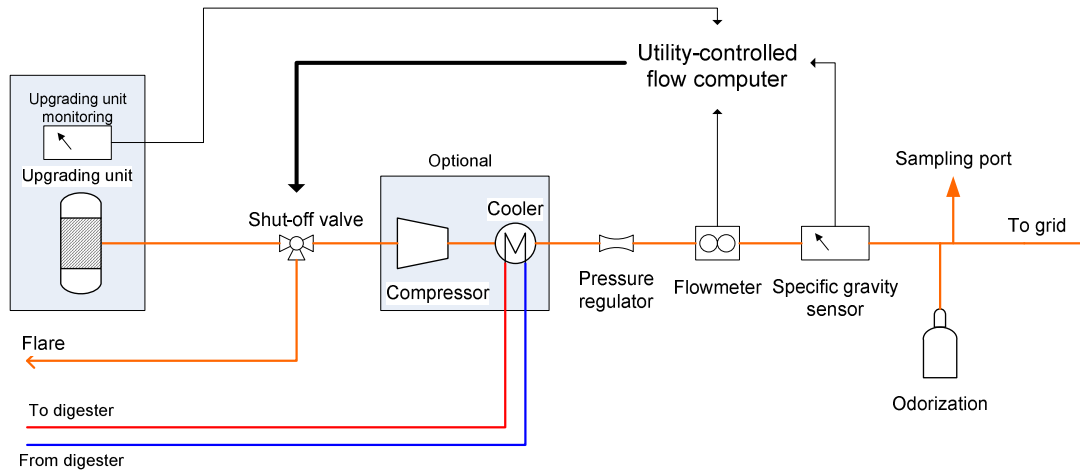 Utility-controlled
flow computer
Upgrading unit
monitoring
Upgrading unit
Optional
Sampling port
Shut-off valve
Cooler
To grid
Compressor
Pressure
regulator
Flowmeter
Specific gravity
sensor
Flare
Odorization
To digester
From digester